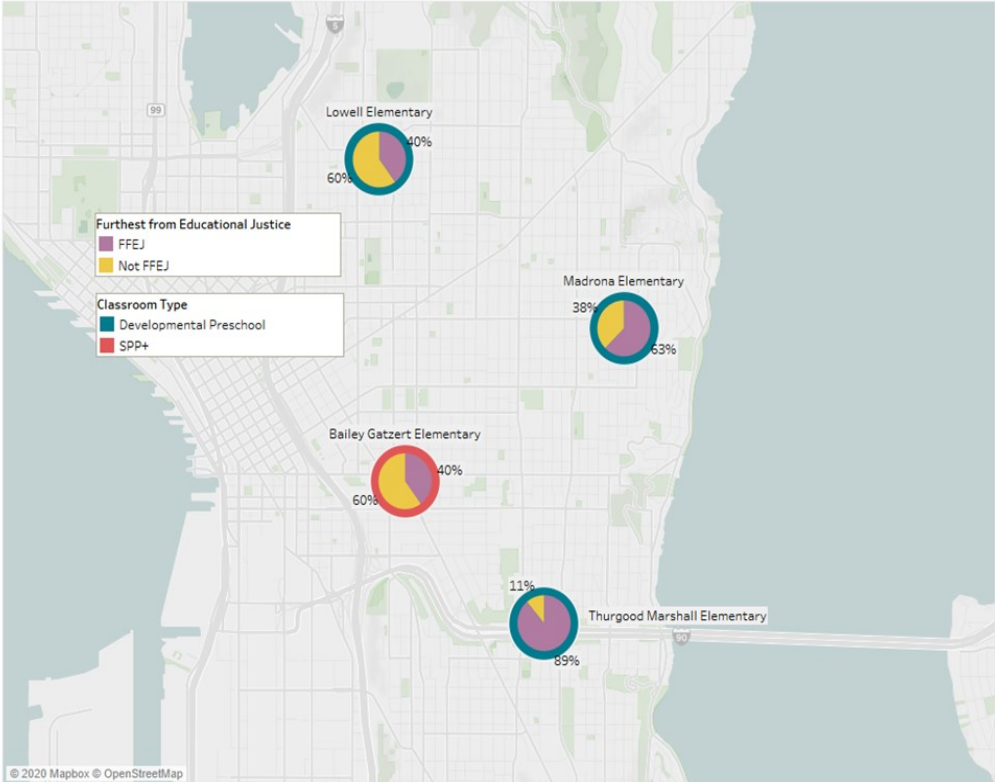 5
99
Lowell Elementary
40%
60%
Furthest from Educational Justice
FFEJ
Not FFEJ
Classroom Type
Developmental Preschool
SPP+
Madrona Elementary
38%
63%
Bailey Gatzert Elementary
40%
60%
11%
Thurgood Marshall Elementary
90
89%
© 2020 Mapbox © OpenStreetMap